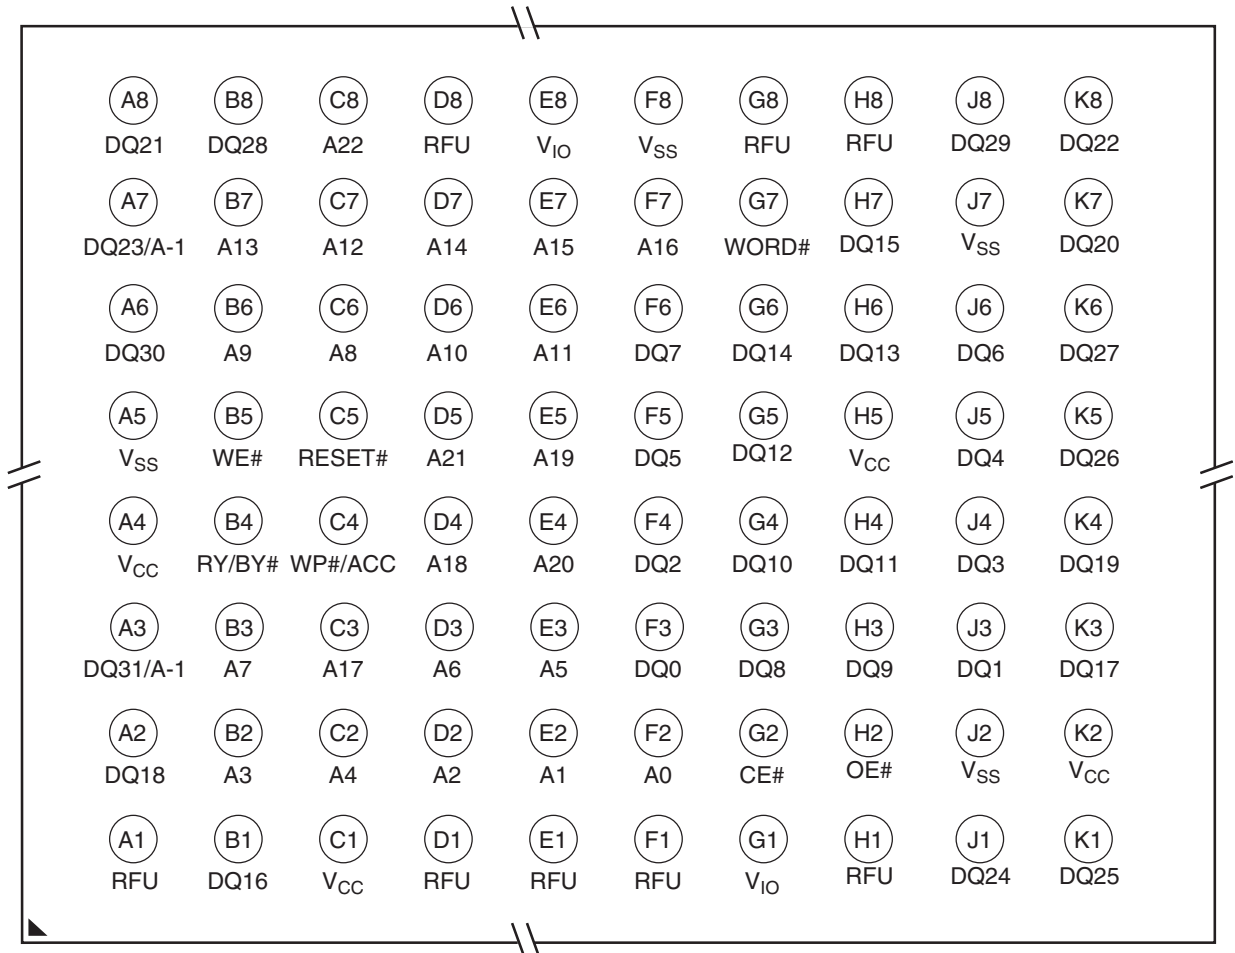 A8 B8 C8 D8 E8 F8 G8 H8 J8 K8
DQ21 DQ28 A22 RFU VIO VSS RFU RFU DQ29 DQ22
A7 B7 C7 D7 E7 F7 G7 H7 J7 K7
DQ23/A-1 A13 A12 A14 A15 A16 WORD# DQ15 VSS DQ20
A6 B6 C6 D6 E6 F6 G6 H6 J6 K6
DQ30 A9 A8 A10 A11 DQ7 DQ14 DQ13 DQ6 DQ27
A5 B5 C5 D5 E5 F5 G5 H5 J5 K5
VSS WE# RESET# A21 A19 DQ5 DQ12 VCC DQ4 DQ26
A4 B4 C4 D4 E4 F4 G4 H4 J4 K4
VCC RY/BY# WP#/ACC A18 A20 DQ2 DQ10 DQ11 DQ3 DQ19
A3 B3 C3 D3 E3 F3 G3 H3 J3 K3
DQ31/A-1 A7 A17 A6 A5 DQ0 DQ8 DQ9 DQ1 DQ17
A2 B2 C2 D2 E2 F2 G2 H2 J2 K2
DQ18 A3 A4 A2 A1 A0 CE# OE# VSS VCC
A1 B1 C1 D1 E1 F1 G1 H1 J1 K1
RFU DQ16 VCC RFU RFU RFU VIO RFU DQ24 DQ25